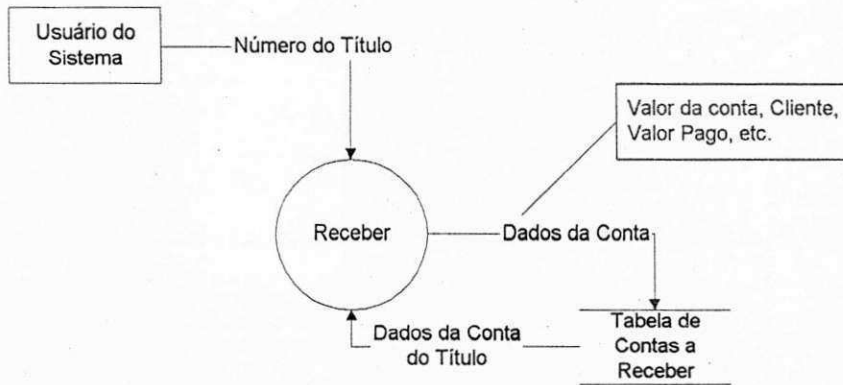 Usuário do
Sistema
Número do Título
Valor da conta, Cliente,
Valor Pago, etc.
Receber
Dados da Conta
Dados da Conta
do Título
Tabela de
Contas a
Receber